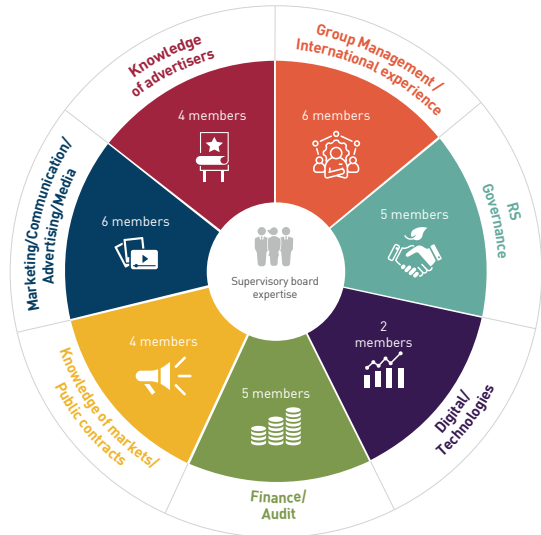 Knowledge
of advertisers
4 members
Group Management/
International experience
6 members
RS
Governance
5 members
2
members
Digital/
Technologies
5 members
Finance/
Audit
4 members
Knowledge of markets/
Public contracts
6 members
Marketing/Communication/
Advertising/Media
Supervisory board
expertise